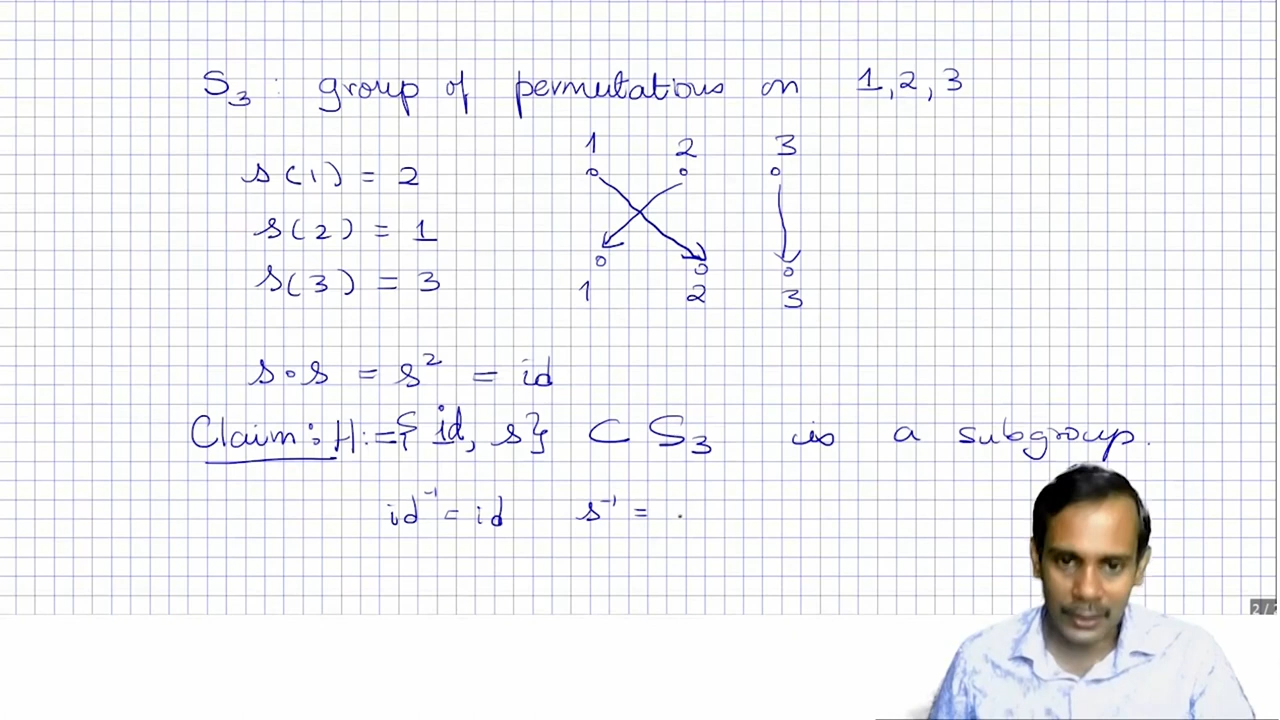 S₃ : group of permutations on 1, 2, 3
1 2 3
s(1) = 2
s(2) = 1
s(3) = 3
1 2 3
s∘s = s² = id
Claim: H := {id, s} ⊂ S₃ is a subgroup.
id⁻¹ = id s⁻¹ =